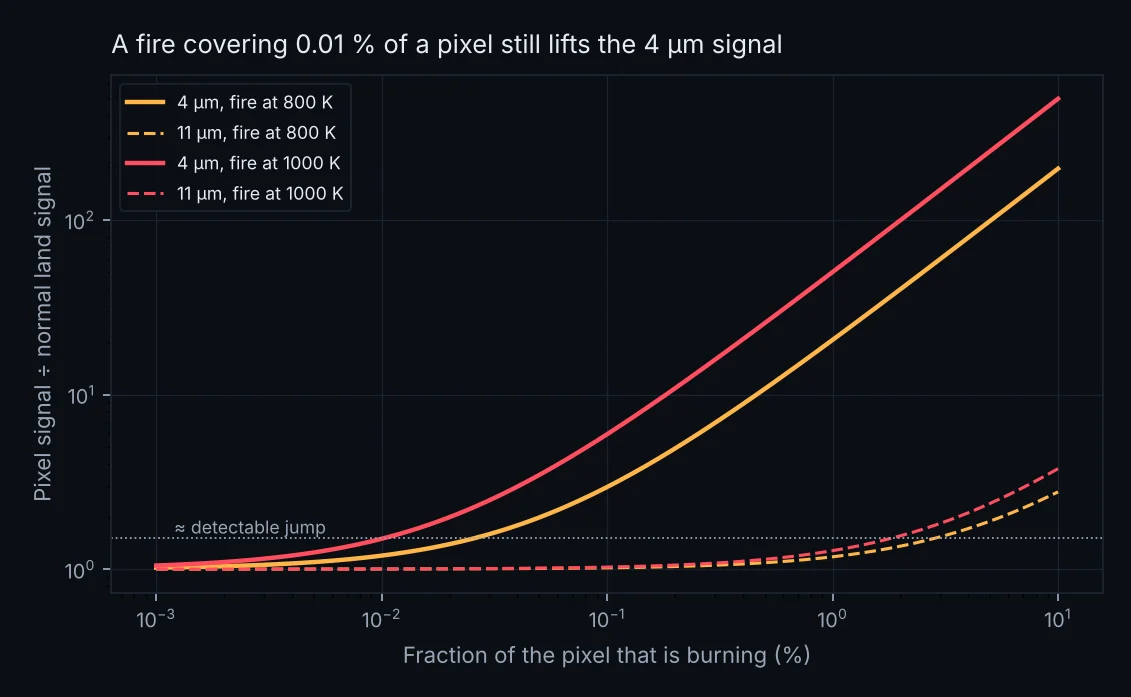 A fire covering 0.01 % of a pixel still lifts the 4 µm signal
4 µm, fire at 800 K
11 µm, fire at 800 K
4 µm, fire at 1000 K
11 µm, fire at 1000 K
Pixel signal ÷ normal land signal
10²
10¹
10⁰
≈ detectable jump
10⁻³
10⁻²
10⁻¹
10⁰
10¹
Fraction of the pixel that is burning (%)